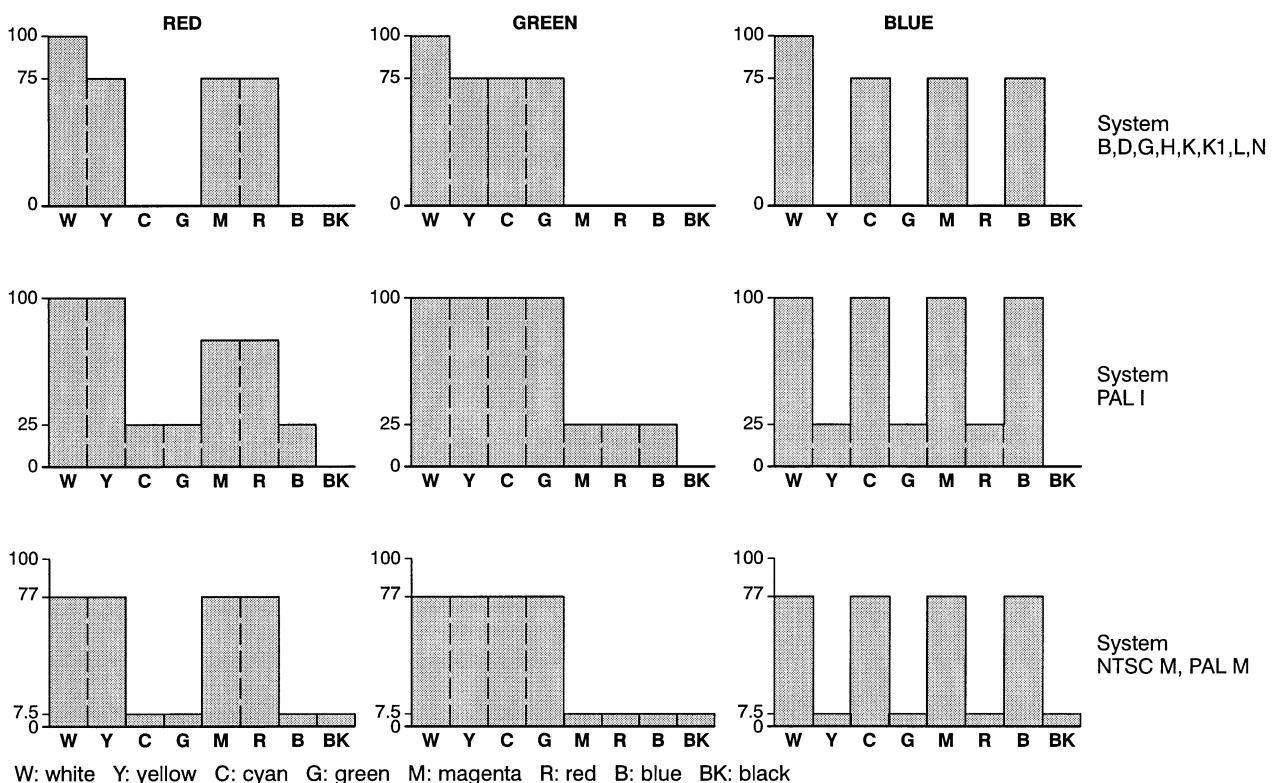 RED GREEN BLUE
100 100 100
75 75 75
0 0 0
W Y C G M R B BK W Y C G M R B BK W Y C G M R B BK
System
B,D,G,H,K,K1,L,N
100 100 100
25 25 25
0 0 0
W Y C G M R B BK W Y C G M R B BK W Y C G M R B BK
System
PAL I
100 100 100
77 77 77
7.5 7.5 7.5
0 0 0
W Y C G M R B BK W Y C G M R B BK W Y C G M R B BK
System
NTSC M, PAL M
W: white Y: yellow C: cyan G: green M: magenta R: red B: blue BK: black